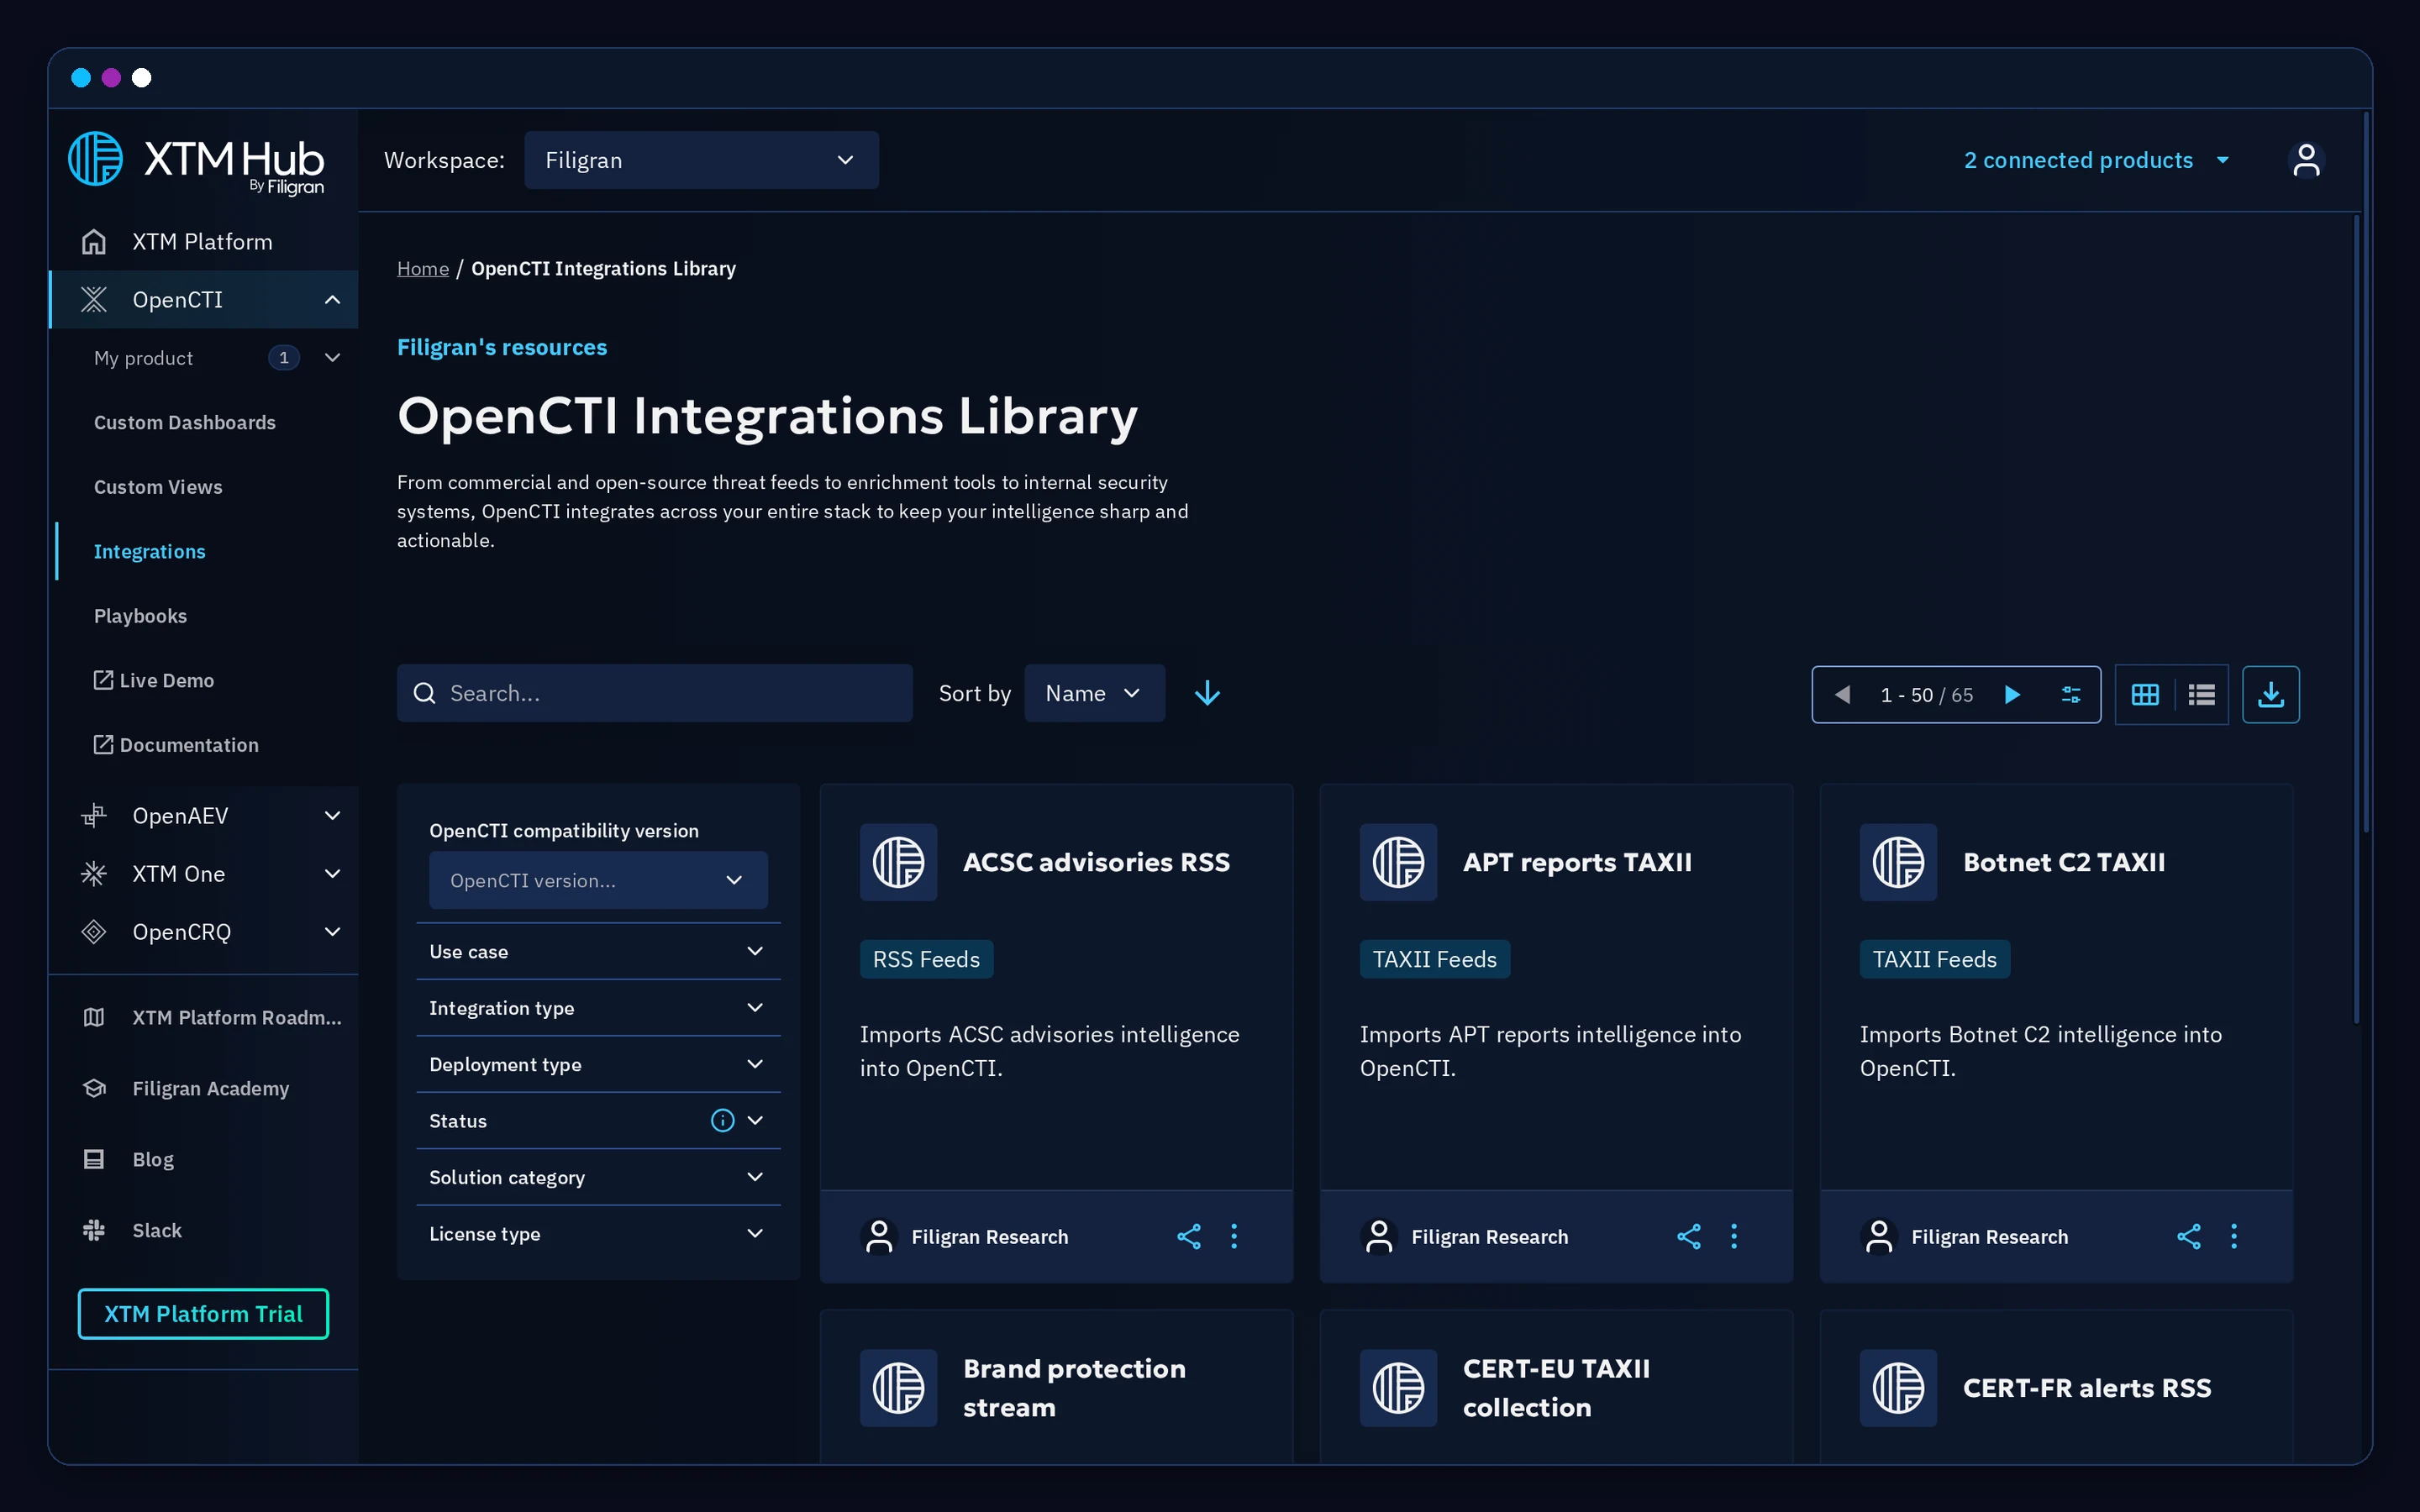 XTM Hub
By Filigran
Workspace:
Filigran
2 connected products
XTM Platform
OpenCTI
My product
1
Custom Dashboards
Custom Views
Integrations
Playbooks
Live Demo
Documentation
OpenAEV
XTM One
OpenCRQ
XTM Platform Roadm...
Filigran Academy
Blog
Slack
XTM Platform Trial
Home / OpenCTI Integrations Library
Filigran's resources
OpenCTI Integrations Library
From commercial and open-source threat feeds to enrichment tools to internal security
systems, OpenCTI integrates across your entire stack to keep your intelligence sharp and
actionable.
Search...
Sort by
Name
1 - 50 / 65
OpenCTI compatibility version
OpenCTI version...
Use case
Integration type
Deployment type
Status
Solution category
License type
ACSC advisories RSS
RSS Feeds
Imports ACSC advisories intelligence
into OpenCTI.
Filigran Research
APT reports TAXII
TAXII Feeds
Imports APT reports intelligence into
OpenCTI.
Filigran Research
Botnet C2 TAXII
TAXII Feeds
Imports Botnet C2 intelligence into
OpenCTI.
Filigran Research
Brand protection
stream
CERT-EU TAXII
collection
CERT-FR alerts RSS